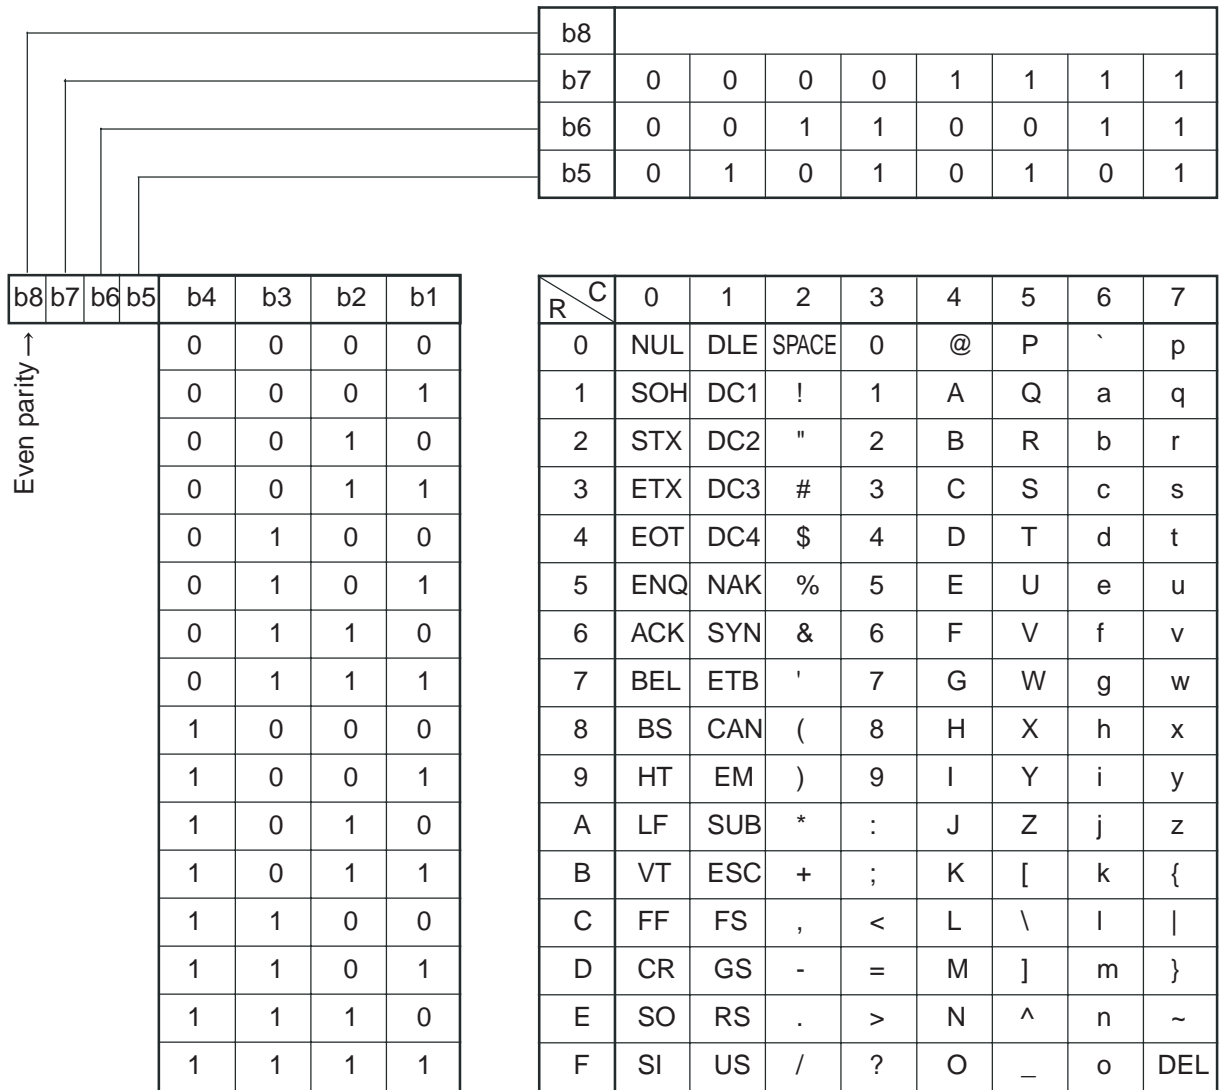 b8
b7 0 0 0 0 1 1 1 1
b6 0 0 1 1 0 0 1 1
b5 0 1 0 1 0 1 0 1
b8 b7 b6 b5 b4 b3 b2 b1
Even parity →
0 0 0 0
0 0 0 1
0 0 1 0
0 0 1 1
0 1 0 0
0 1 0 1
0 1 1 0
0 1 1 1
1 0 0 0
1 0 0 1
1 0 1 0
1 0 1 1
1 1 0 0
1 1 0 1
1 1 1 0
1 1 1 1
R C 0 1 2 3 4 5 6 7
0 NUL DLE SPACE 0 @ P ` p
1 SOH DC1 ! 1 A Q a q
2 STX DC2 " 2 B R b r
3 ETX DC3 # 3 C S c s
4 EOT DC4 $ 4 D T d t
5 ENQ NAK % 5 E U e u
6 ACK SYN & 6 F V f v
7 BEL ETB ' 7 G W g w
8 BS CAN ( 8 H X h x
9 HT EM ) 9 I Y i y
A LF SUB * : J Z j z
B VT ESC + ; K [ k {
C FF FS , < L \ l |
D CR GS - = M ] m }
E SO RS . > N ^ n ~
F SI US / ? O _ o DEL